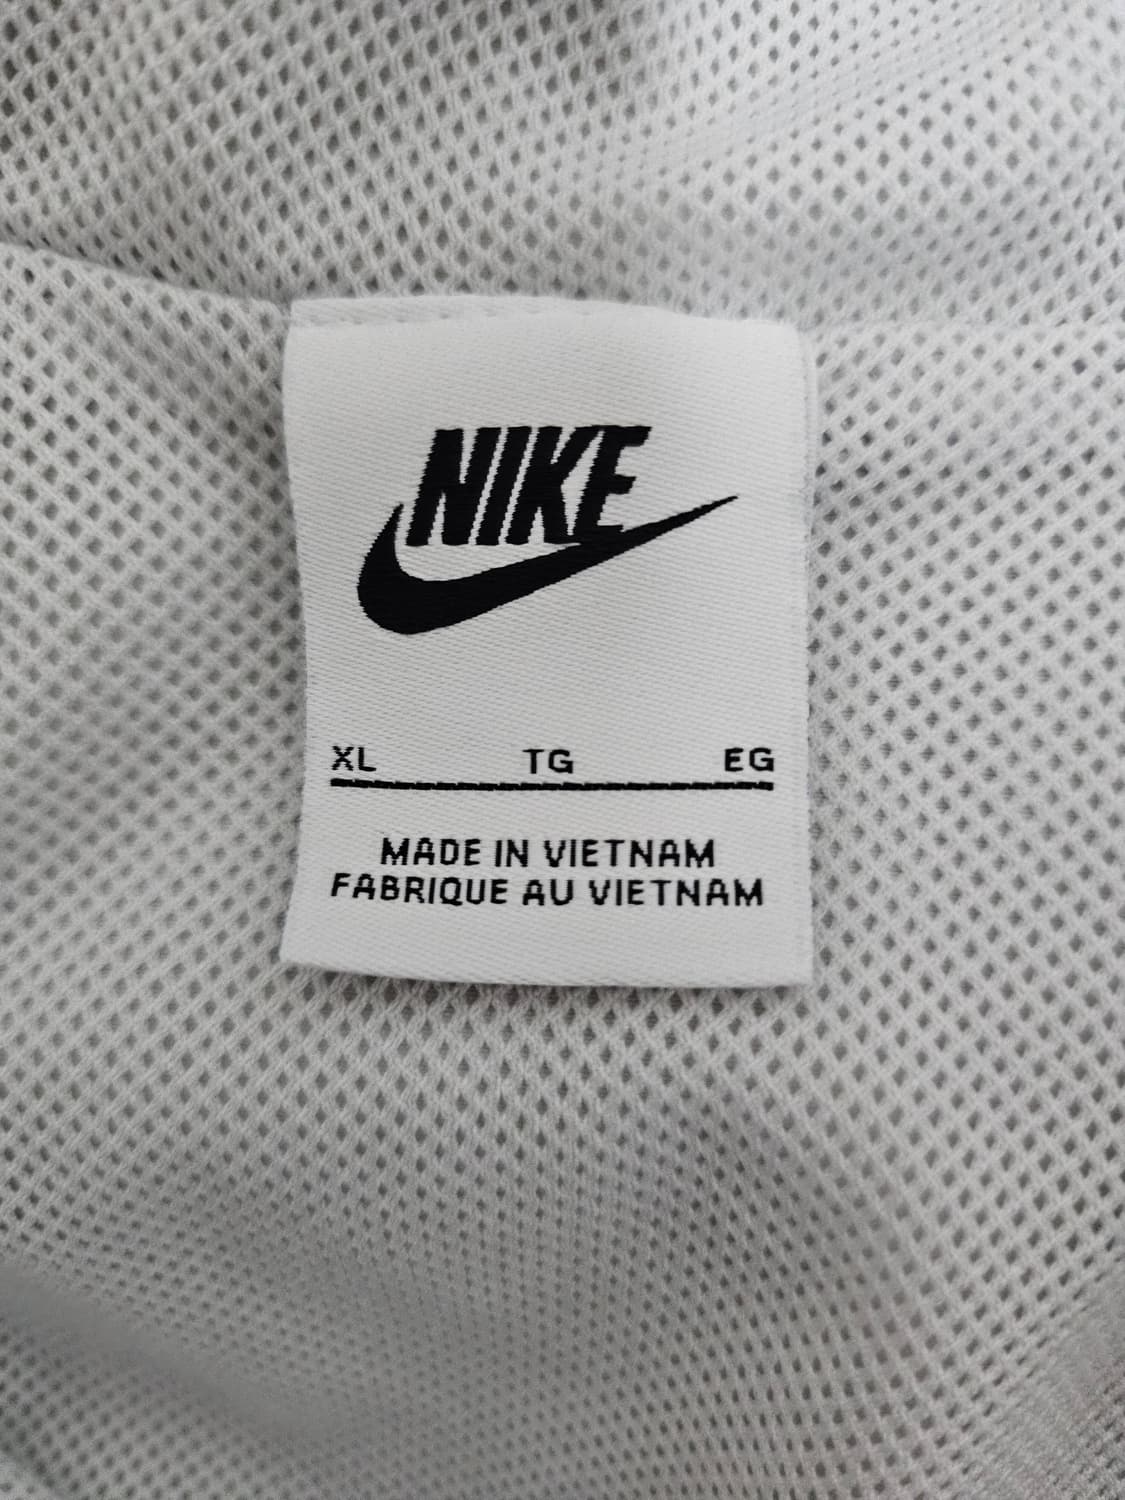 NIKE
XL TG EG
MADE IN VIETNAM
FABRIQUE AU VIETNAM